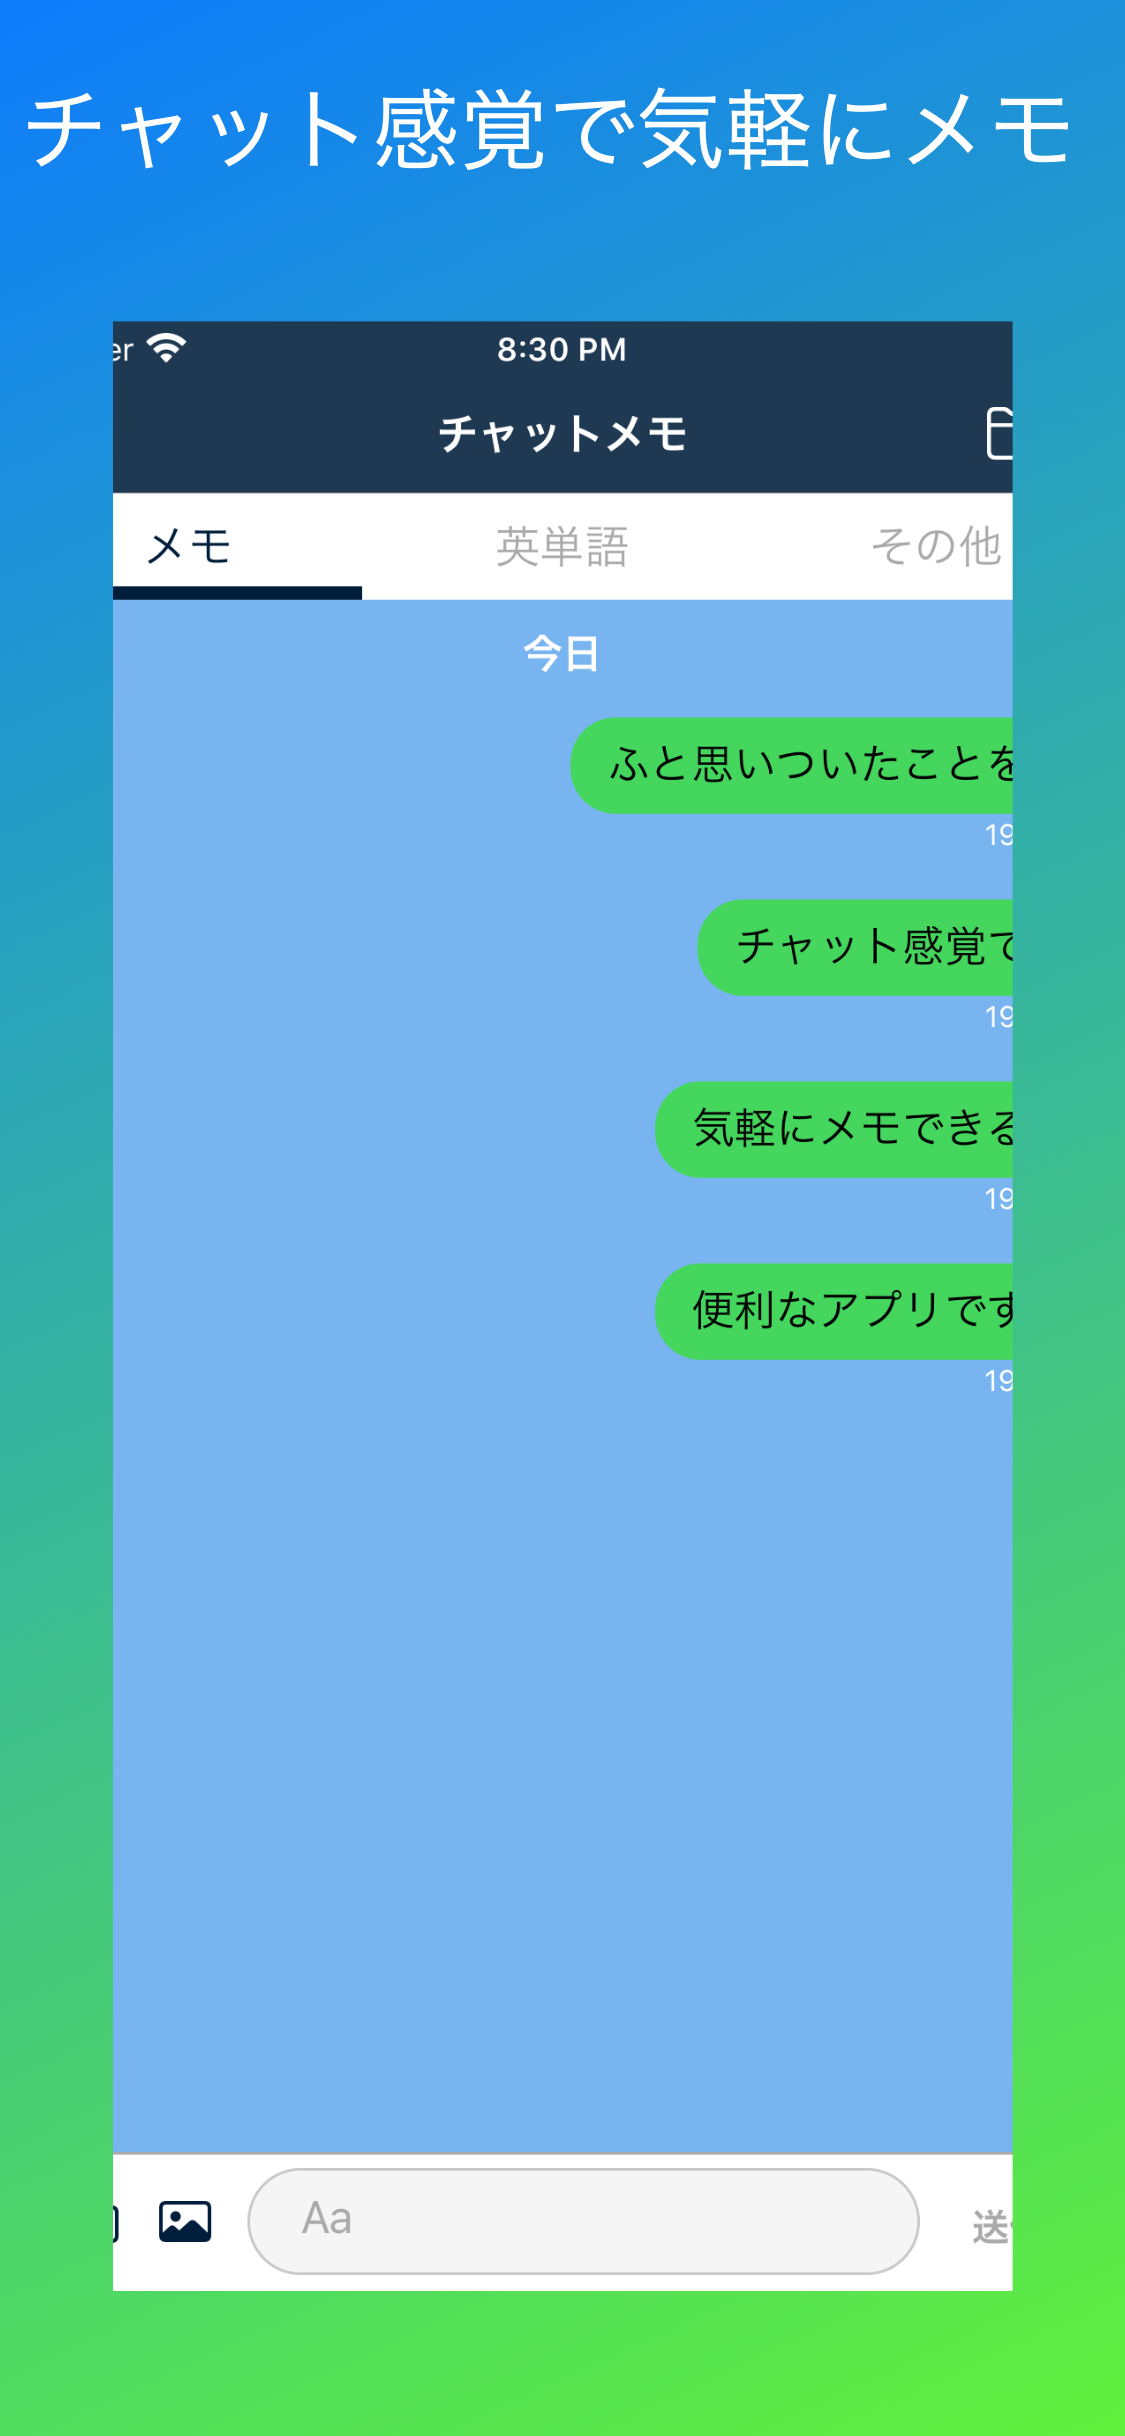 チャット感覚で気軽にメモ
er
8:30 PM
チャットメモ
メモ 英単語 その他
今日
ふと思いついたことを
19
チャット感覚で
19
気軽にメモできる
19
便利なアプリです
19
Aa 送